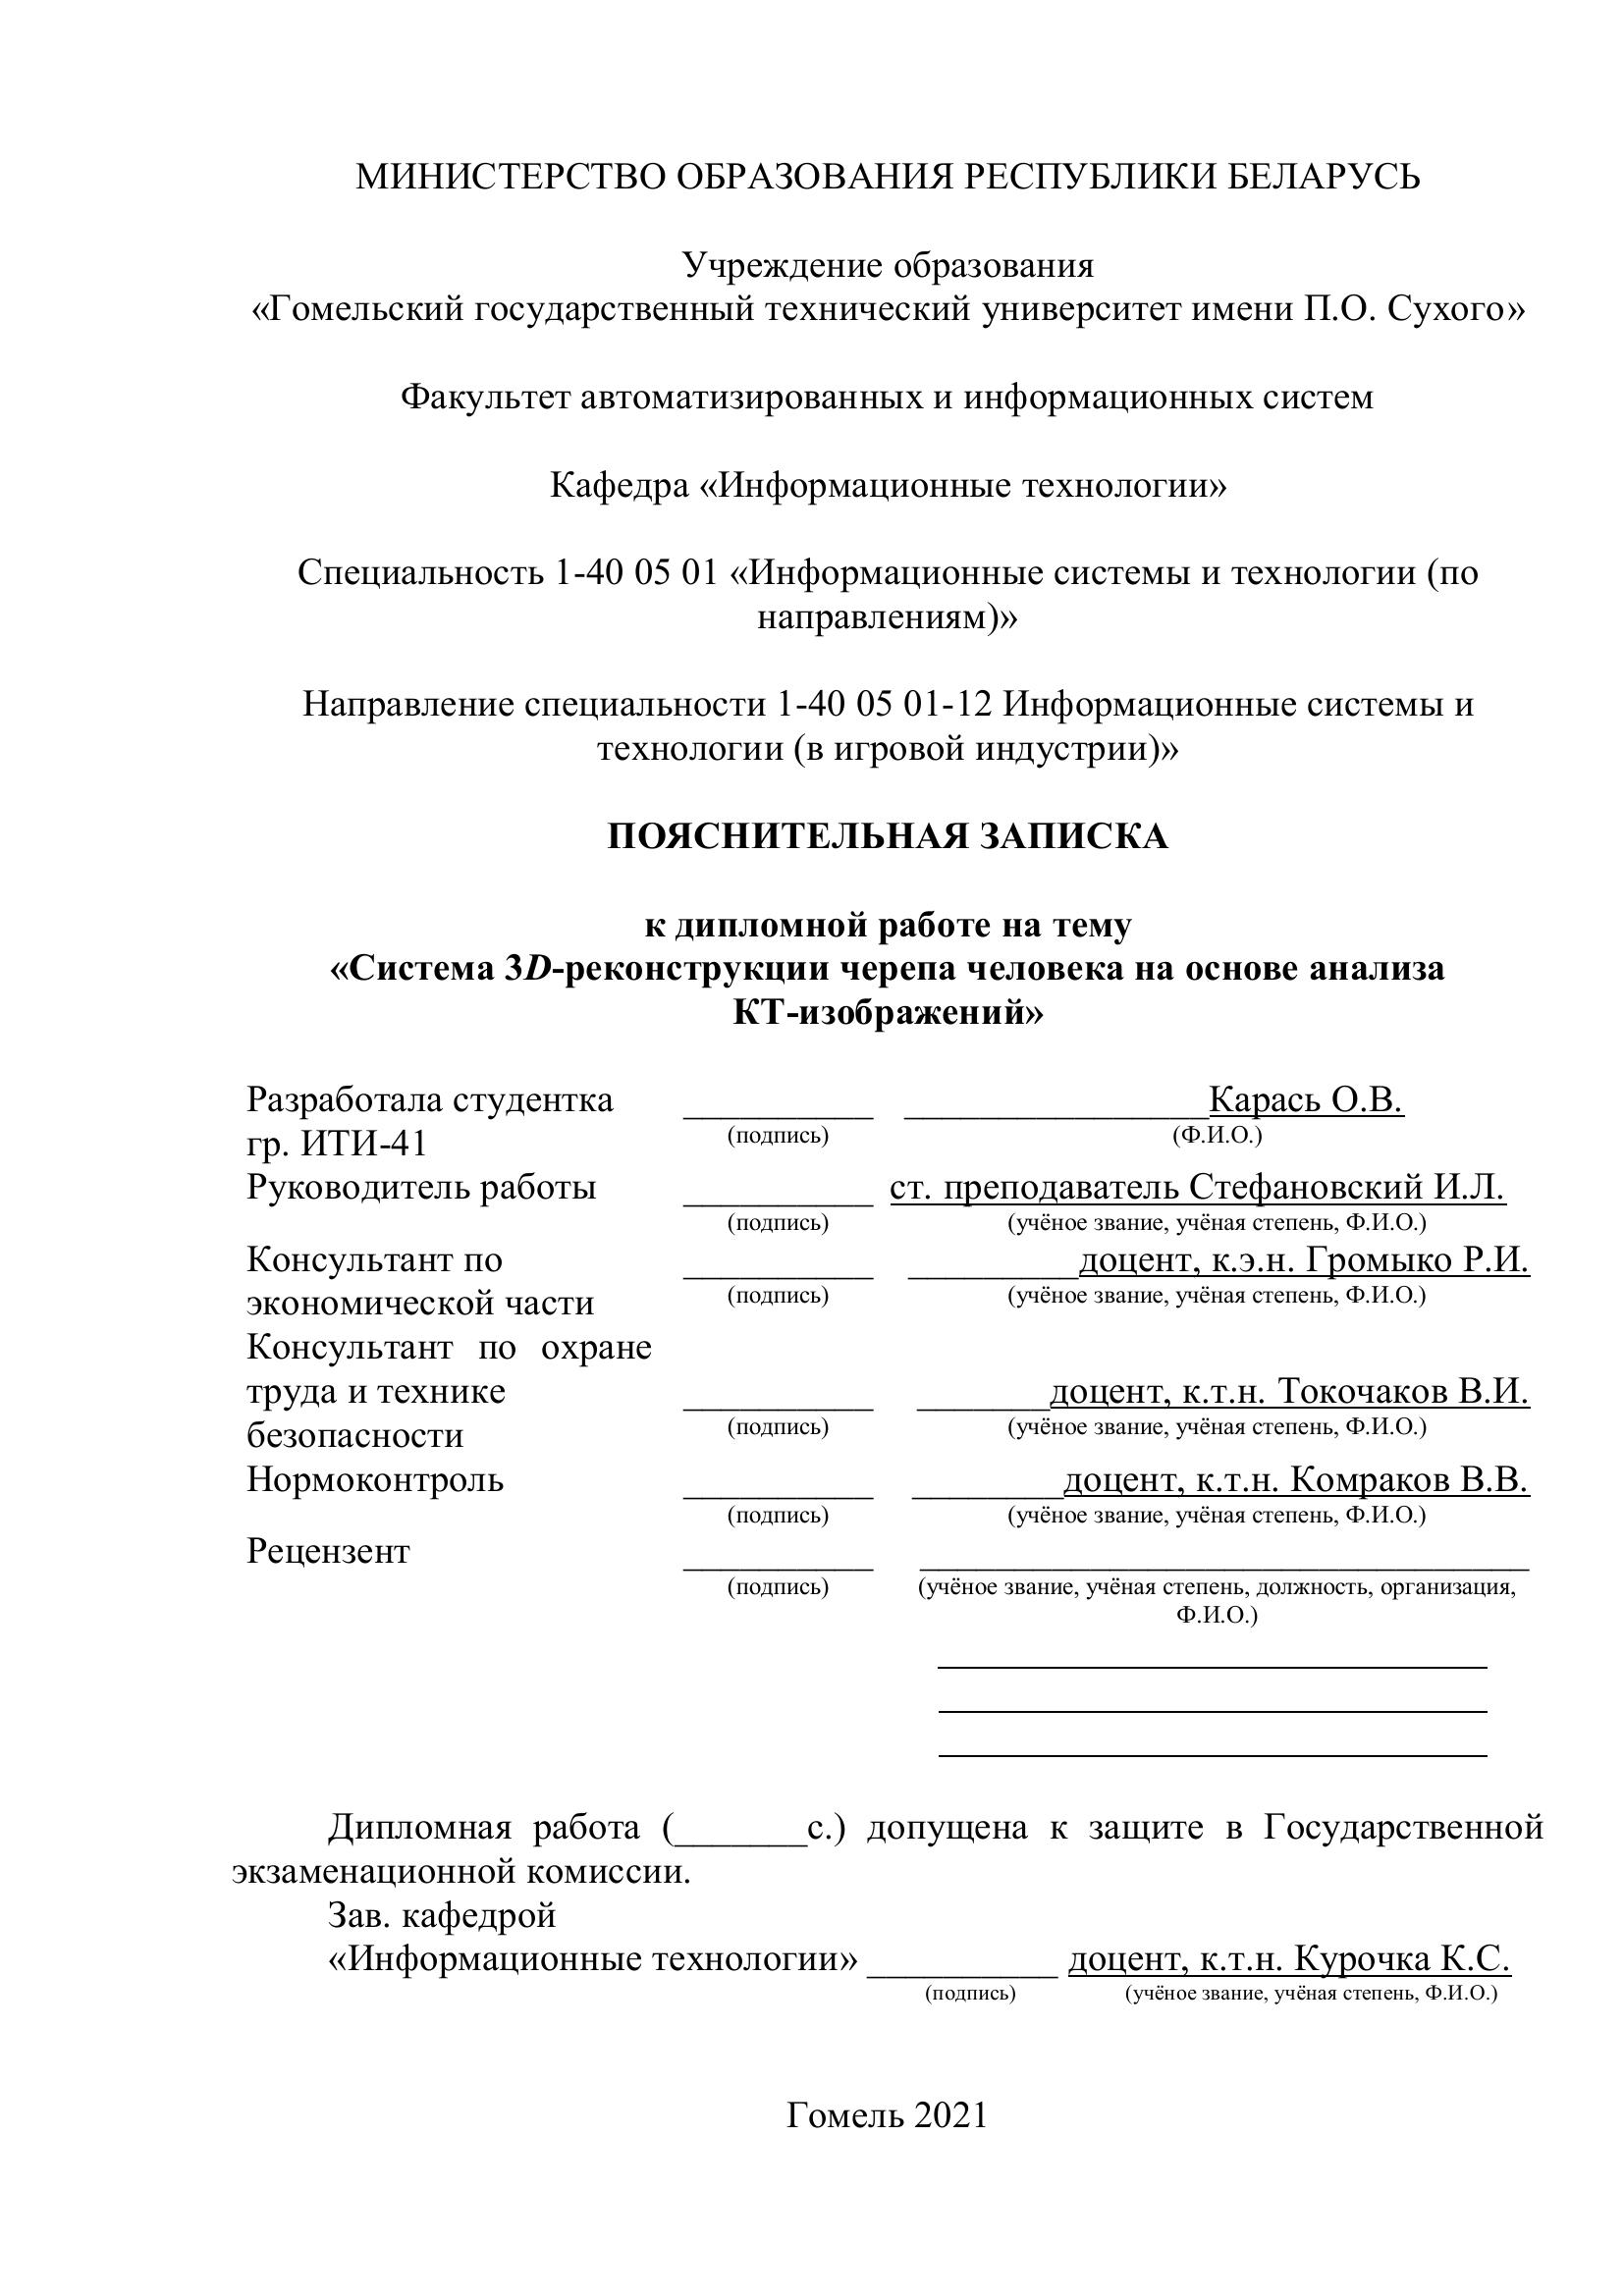 МИНИСТЕРСТВО ОБРАЗОВАНИЯ РЕСПУБЛИКИ БЕЛАРУСЬ
Учреждение образования
«Гомельский государственный технический университет имени П.О. Сухого»
Факультет автоматизированных и информационных систем
Кафедра «Информационные технологии»
Специальность 1-40 05 01 «Информационные системы и технологии (по
направлениям)»
Направление специальности 1-40 05 01-12 Информационные системы и
технологии (в игровой индустрии)»
ПОЯСНИТЕЛЬНАЯ ЗАПИСКА
к дипломной работе на тему
«Система 3D-реконструкции черепа человека на основе анализа
КТ-изображений»
Разработала студентка __________ ________________Карась О.В.
(подпись) (Ф.И.О.)
гр. ИТИ-41
Руководитель работы __________ ст. преподаватель Стефановский И.Л.
(подпись) (учёное звание, учёная степень, Ф.И.О.)
Консультант по __________ _________доцент, к.э.н. Громыко Р.И.
(подпись) (учёное звание, учёная степень, Ф.И.О.)
экономической части
Консультант по охране
труда и технике __________ _______доцент, к.т.н. Токочаков В.И.
(подпись) (учёное звание, учёная степень, Ф.И.О.)
безопасности
Нормоконтроль __________ ________доцент, к.т.н. Комраков В.В.
(подпись) (учёное звание, учёная степень, Ф.И.О.)
Рецензент __________ ________________________________
(подпись) (учёное звание, учёная степень, должность, организация,
Ф.И.О.)
Дипломная работа (_______с.) допущена к защите в Государственной
экзаменационной комиссии.
Зав. кафедрой
«Информационные технологии» __________ доцент, к.т.н. Курочка К.С.
(подпись) (учёное звание, учёная степень, Ф.И.О.)
Гомель 2021